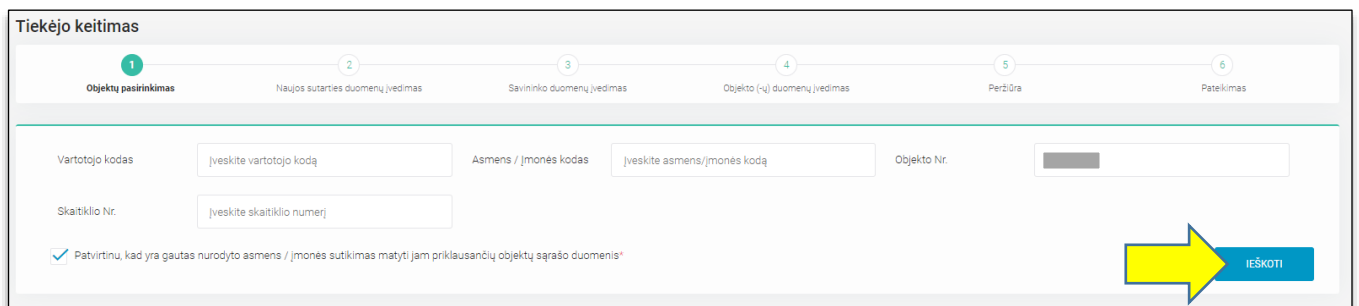 Tiekėjo keitimas
1 2 3 4 5 6
Objektų pasirinkimas Naujos sutarties duomenų įvedimas Savininko duomenų įvedimas Objekto (-ų) duomenų įvedimas Peržiūra Pateikimas
Vartotojo kodas Įveskite vartotojo kodą Asmens / Įmonės kodas Įveskite asmens/įmonės kodą Objekto Nr.
Skaitiklio Nr. Įveskite skaitiklio numerį
Patvirtinu, kad yra gautas nurodyto asmens / įmonės sutikimas matyti jam priklausančių objektų sąrašo duomenis*
IEŠKOTI